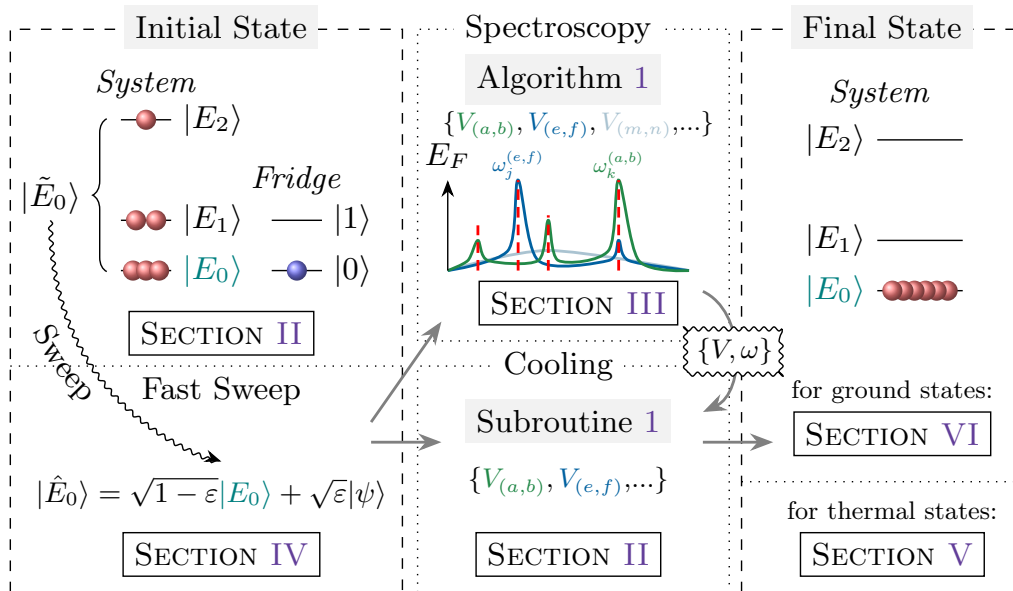 Initial State
System
|E₂⟩
|Ẽ₀⟩
Fridge
|E₁⟩
|1⟩
|E₀⟩
|0⟩
SECTION II
Sweep
Fast Sweep
|Ê₀⟩ = √(1 − ε)|E₀⟩ + √ε|ψ⟩
SECTION IV
Spectroscopy
Algorithm 1
{V₍a,b₎, V₍e,f₎, V₍m,n₎,...}
E_F
ω_j^(e,f)
ω_k^(a,b)
SECTION III
{V, ω}
Cooling
Subroutine 1
{V₍a,b₎, V₍e,f₎,...}
SECTION II
Final State
System
|E₂⟩
|E₁⟩
|E₀⟩
for ground states:
SECTION VI
for thermal states:
SECTION V